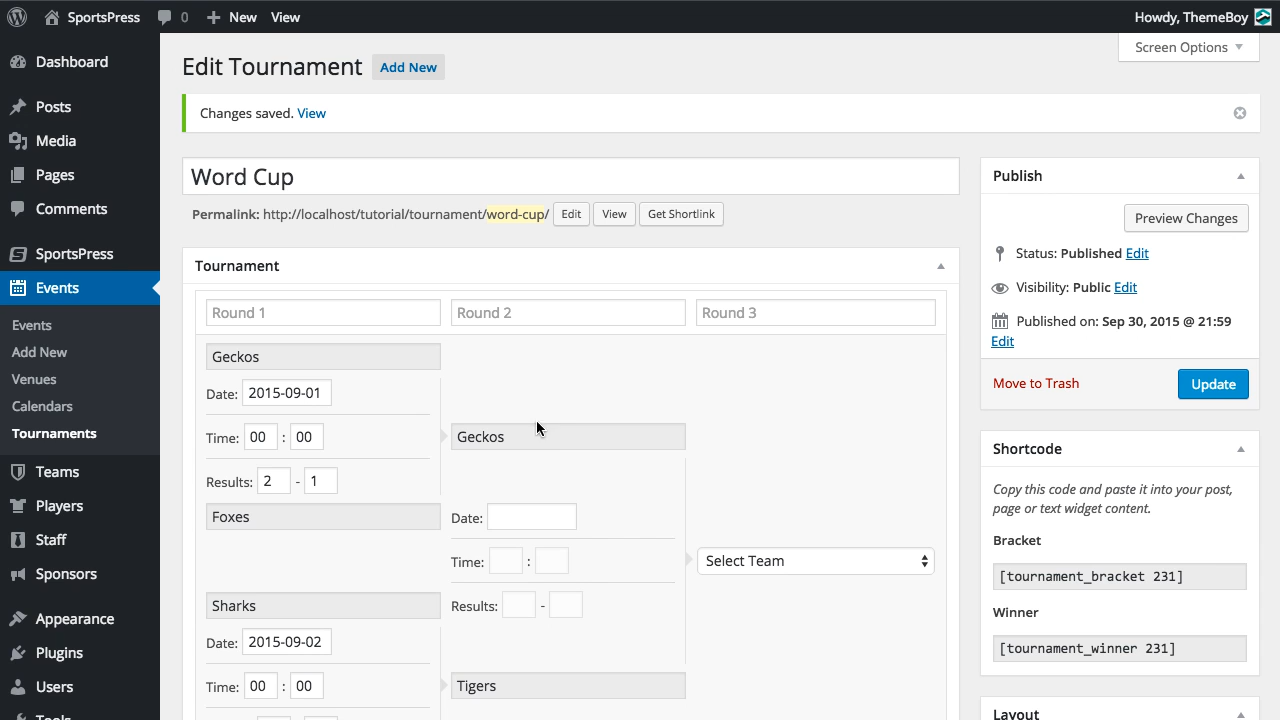 SportsPress 0 New View Howdy, ThemeBoy
Dashboard
Posts
Media
Pages
Comments
SportsPress
Events
Events
Add New
Venues
Calendars
Tournaments
Teams
Players
Staff
Sponsors
Appearance
Plugins
Users
Tools
Screen Options
Edit Tournament Add New
Changes saved. View
Word Cup
Permalink: http://localhost/tutorial/tournament/word-cup/ Edit View Get Shortlink
Tournament
Round 1 Round 2 Round 3
Geckos
Date: 2015-09-01
Time: 00 : 00 Geckos
Results: 2 - 1
Foxes Date:
Time: : Select Team
Sharks Results: -
Date: 2015-09-02
Time: 00 : 00 Tigers
Publish
Preview Changes
Status: Published Edit
Visibility: Public Edit
Published on: Sep 30, 2015 @ 21:59
Edit
Move to Trash Update
Shortcode
Copy this code and paste it into your post,
page or text widget content.
Bracket
[tournament_bracket 231]
Winner
[tournament_winner 231]
Layout